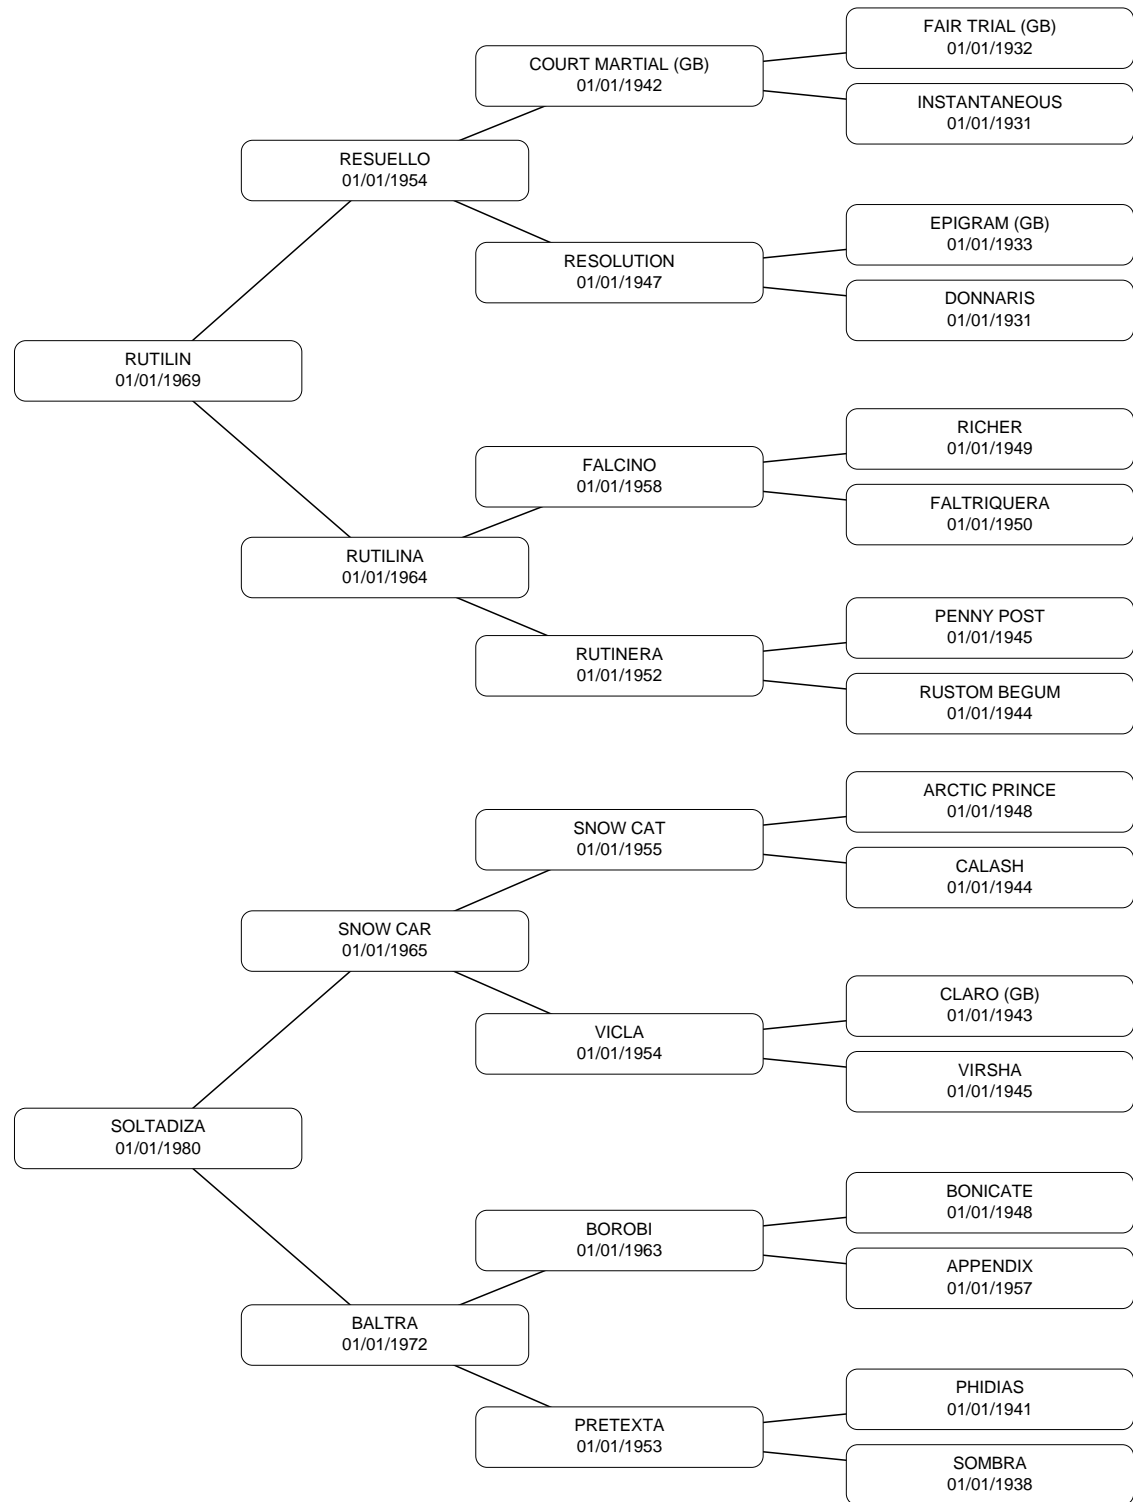 FAIR TRIAL (GB)
01/01/1932
COURT MARTIAL (GB)
01/01/1942
INSTANTANEOUS
01/01/1931
RESUELLO
01/01/1954
EPIGRAM (GB)
01/01/1933
RESOLUTION
01/01/1947
DONNARIS
01/01/1931
RUTILIN
01/01/1969
RICHER
01/01/1949
FALCINO
01/01/1958
FALTRIQUERA
01/01/1950
RUTILINA
01/01/1964
PENNY POST
01/01/1945
RUTINERA
01/01/1952
RUSTOM BEGUM
01/01/1944
ARCTIC PRINCE
01/01/1948
SNOW CAT
01/01/1955
CALASH
01/01/1944
SNOW CAR
01/01/1965
CLARO (GB)
01/01/1943
VICLA
01/01/1954
VIRSHA
01/01/1945
SOLTADIZA
01/01/1980
BONICATE
01/01/1948
BOROBI
01/01/1963
APPENDIX
01/01/1957
BALTRA
01/01/1972
PHIDIAS
01/01/1941
PRETEXTA
01/01/1953
SOMBRA
01/01/1938